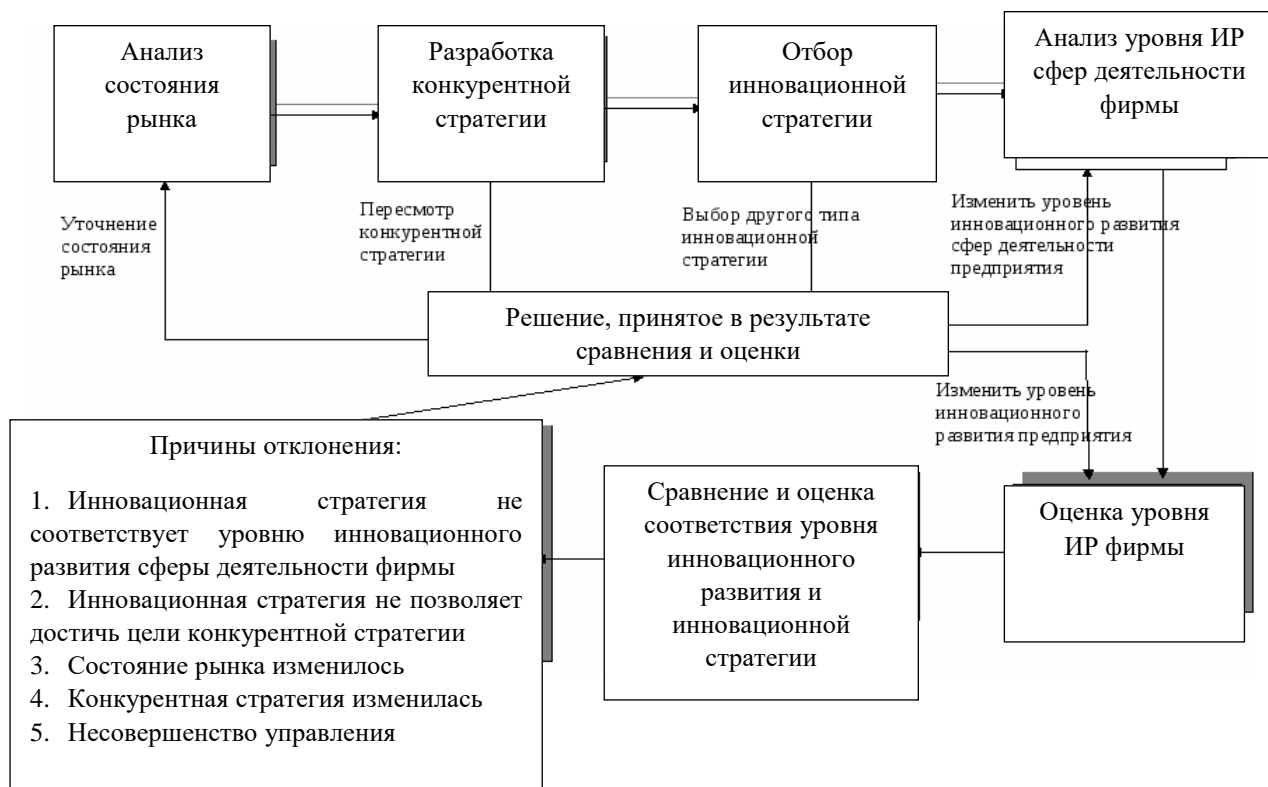 Анализ
состояния
рынка
Разработка
конкурентной
стратегии
Отбор
инновационной
стратегии
Анализ уровня ИР
сфер деятельности
фирмы
Уточнение
состояния
рынка
Пересмотр
конкурентной
стратегии
Выбор другого типа
инновационной
стратегии
Изменить уровень
инновационного развития
сфер деятельности
предприятия
Решение, принятое в результате
сравнения и оценки
Изменить уровень
инновационного
развития предприятия
Причины отклонения:
1. Инновационная стратегия не
соответствует уровню инновационного
развития сферы деятельности фирмы
2. Инновационная стратегия не позволяет
достичь цели конкурентной стратегии
3. Состояние рынка изменилось
4. Конкурентная стратегия изменилась
5. Несовершенство управления
Сравнение и оценка
соответствия уровня
инновационного
развития и
инновационной
стратегии
Оценка уровня
ИР фирмы